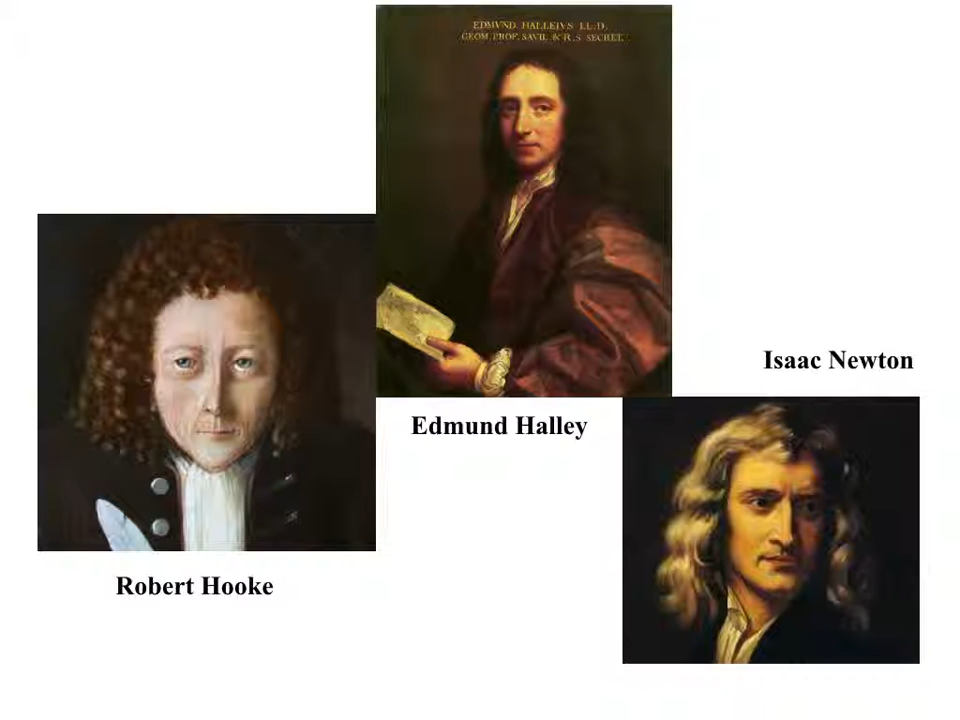 EDMVND. HALLEIVS LL.D.
GEOM. PROF. SAVIL. & R.S SECRET.
Isaac Newton
Edmund Halley
Robert Hooke